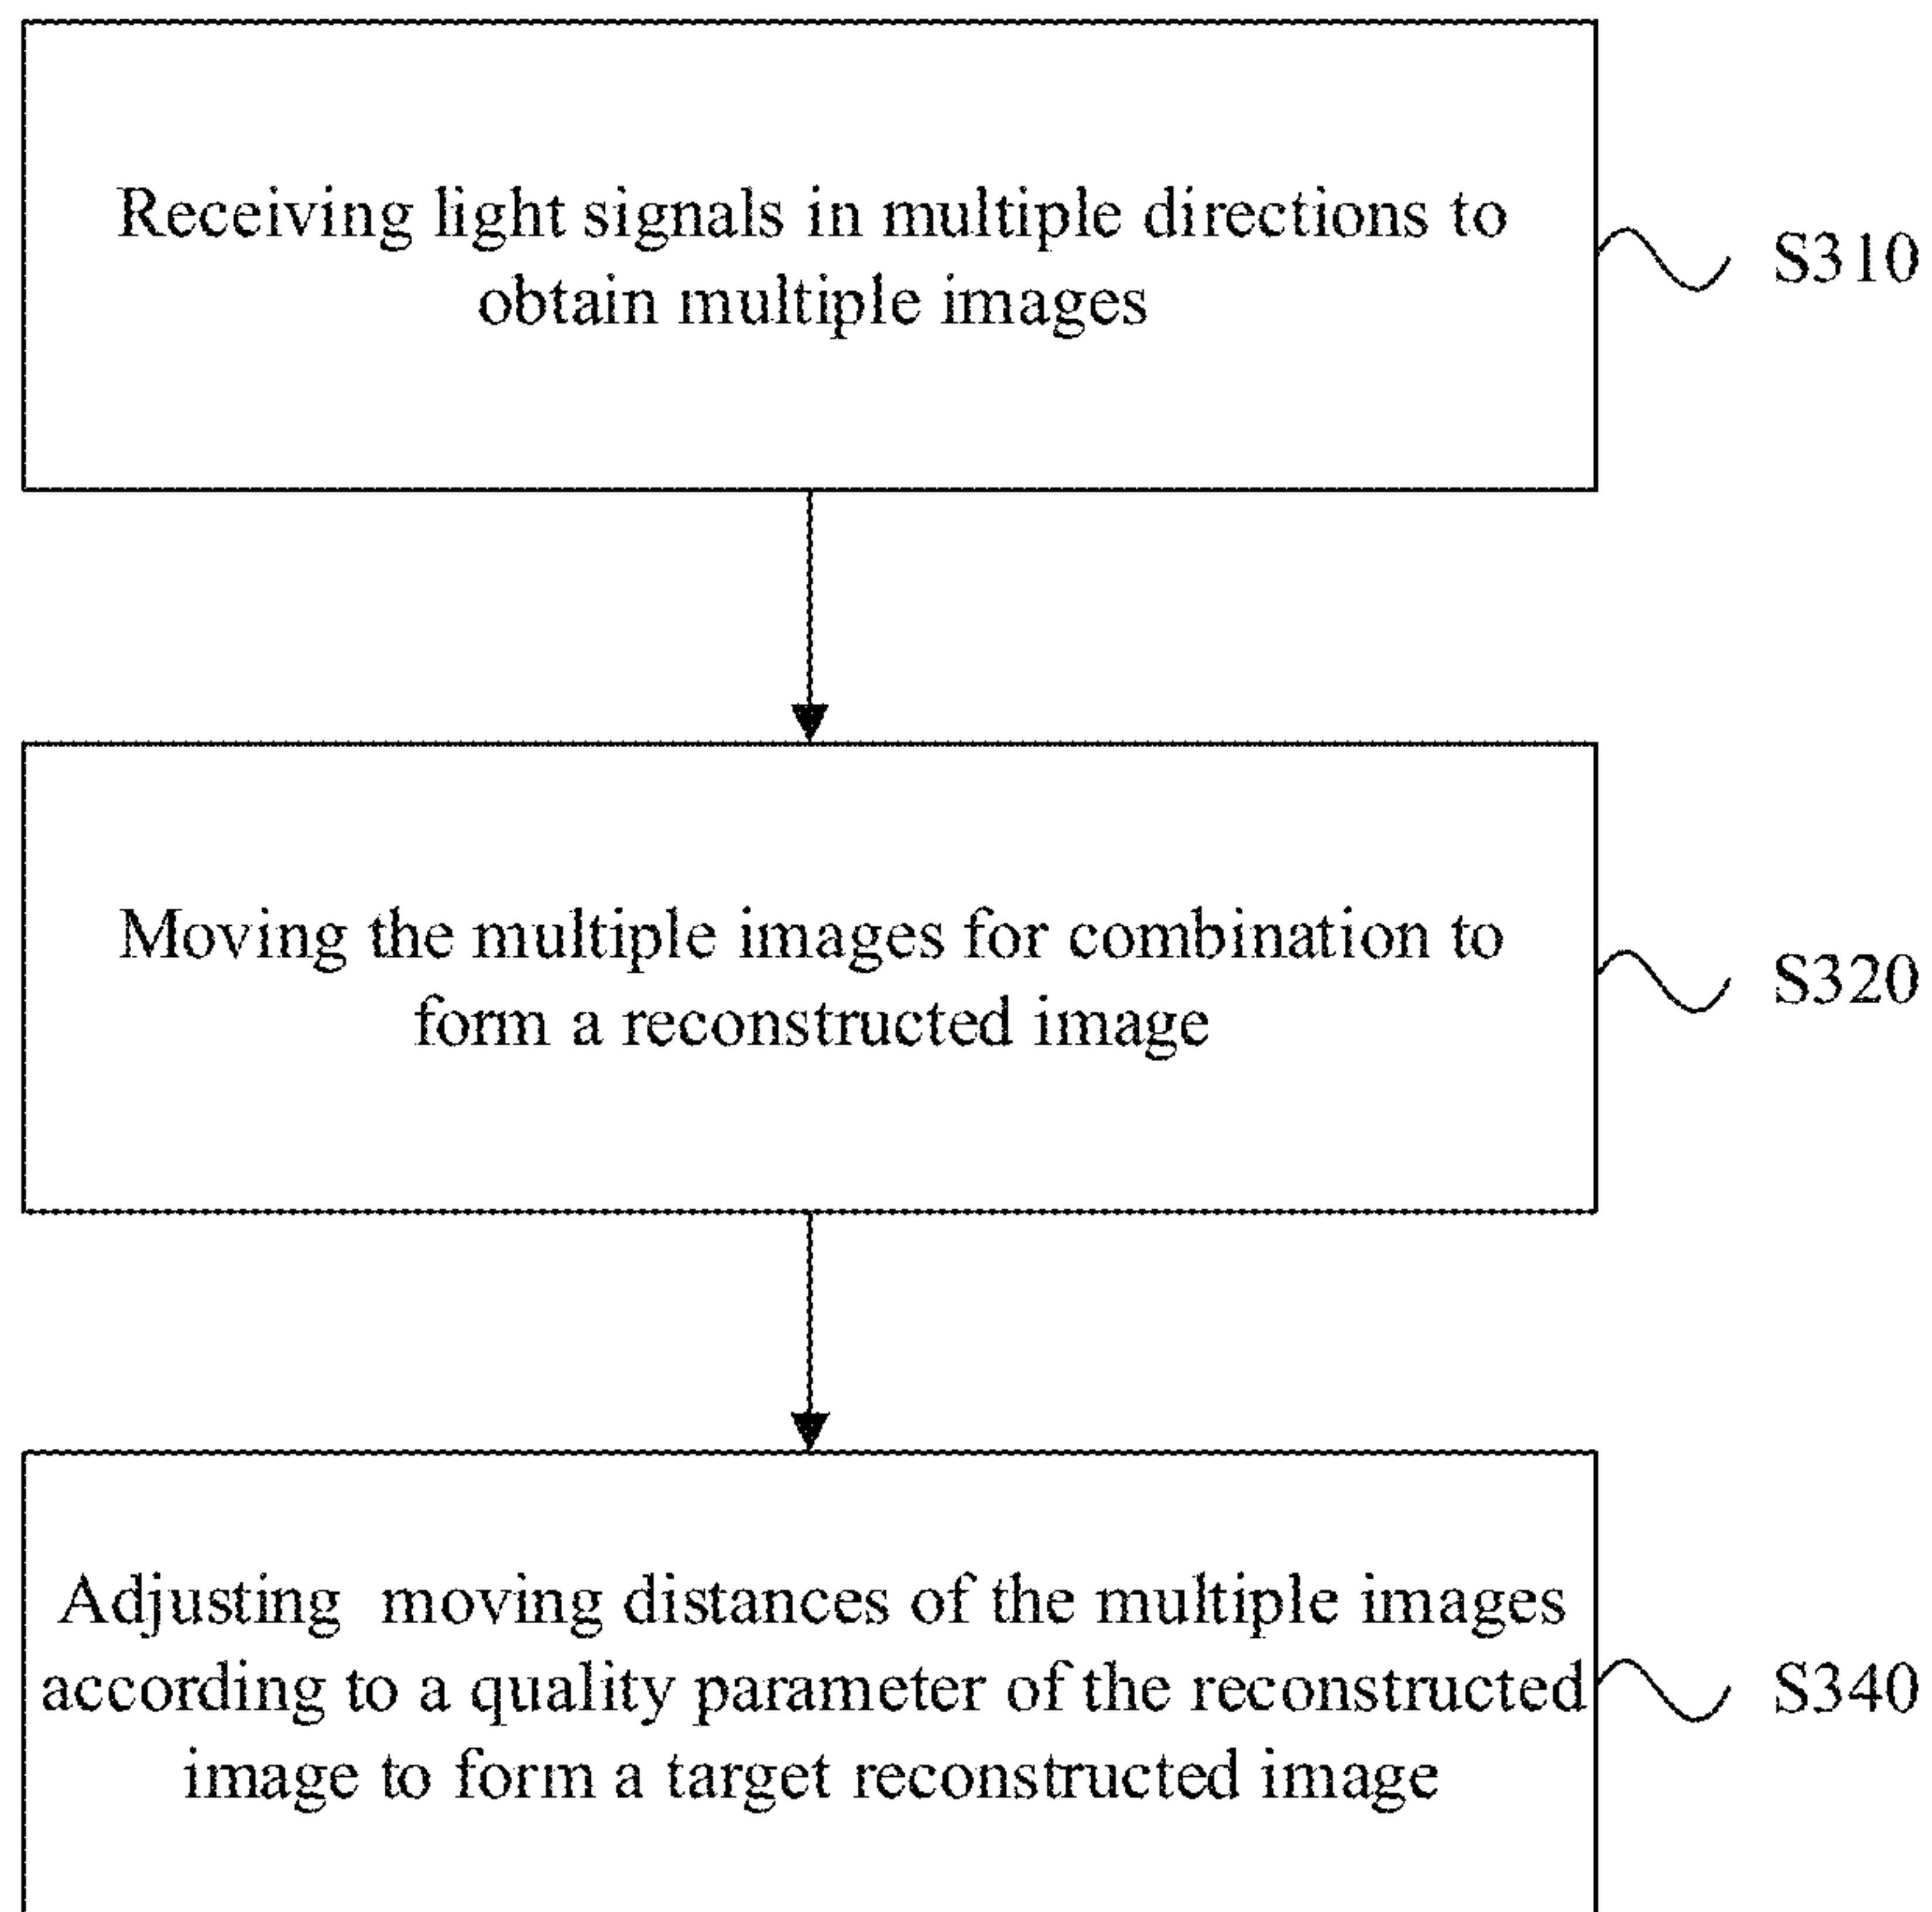 Receiving light signals in multiple directions to
obtain multiple images
S310
Moving the multiple images for combination to
form a reconstructed image
S320
Adjusting moving distances of the multiple images
according to a quality parameter of the reconstructed
image to form a target reconstructed image
S340